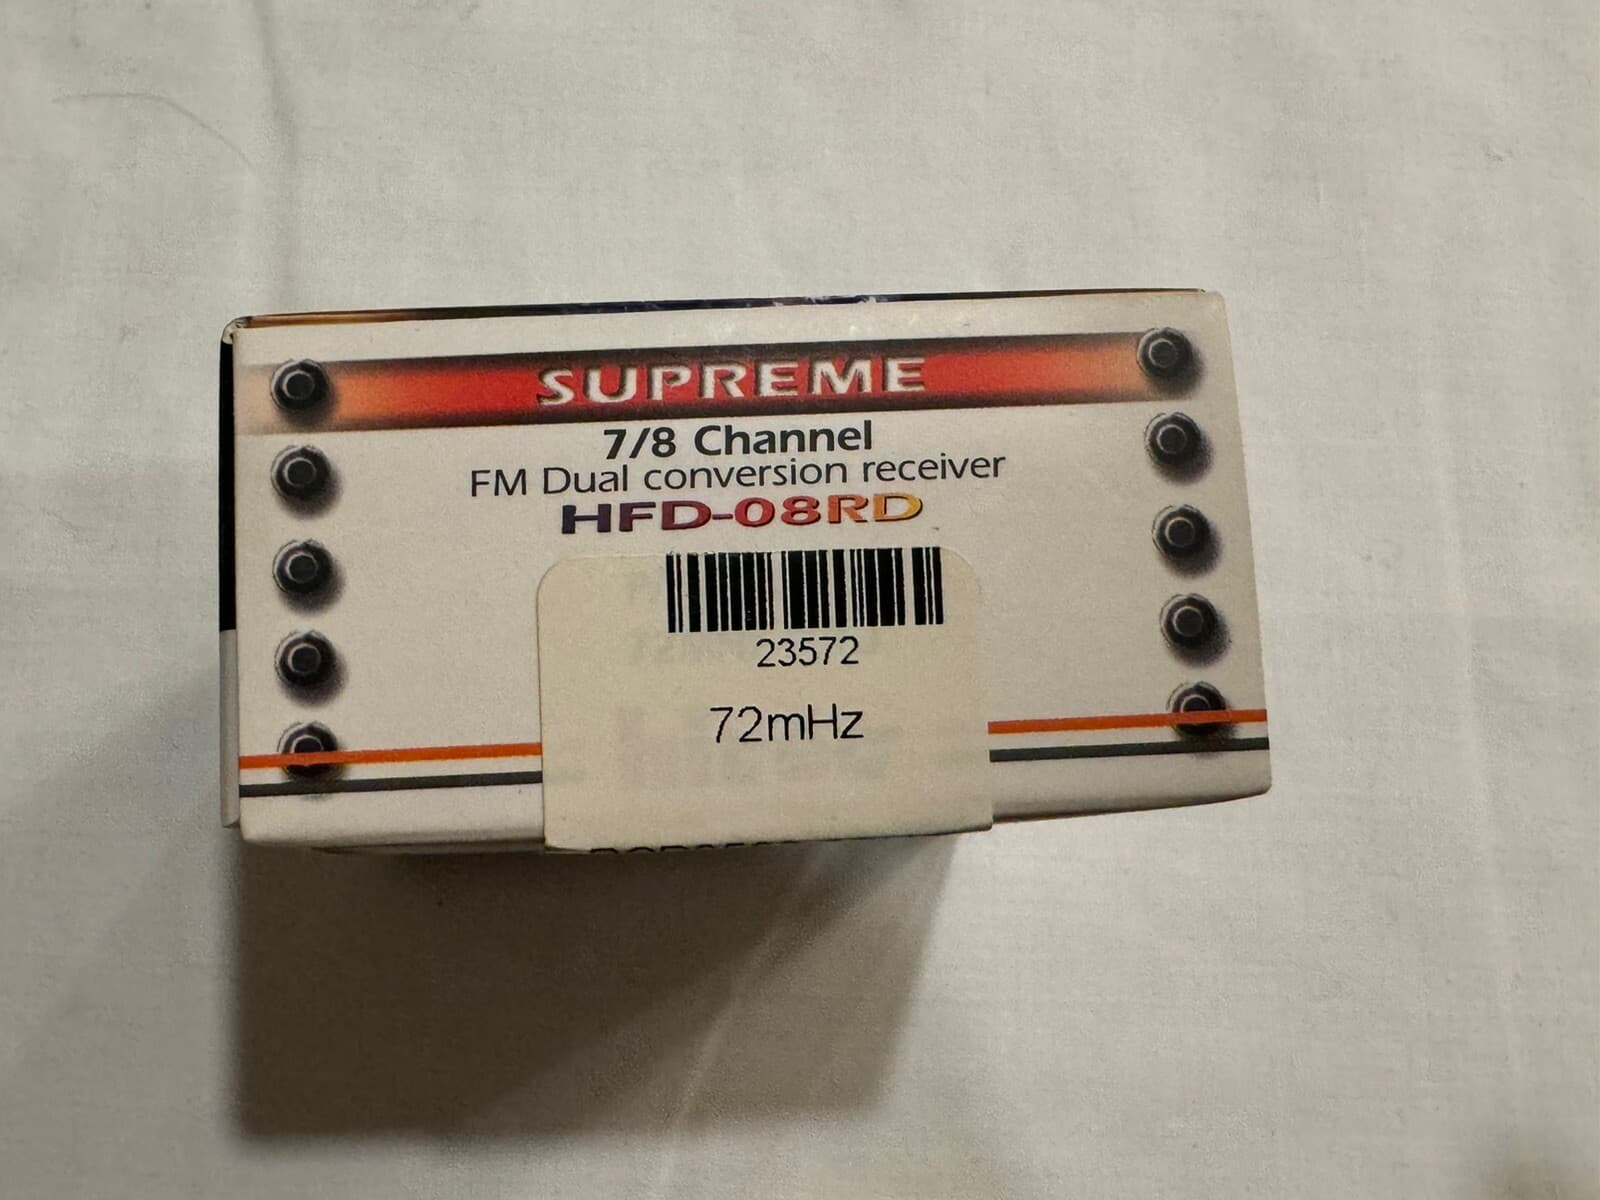 SUPREME
7/8 Channel
FM Dual conversion receiver
HFD-08RD
23572
72mHz